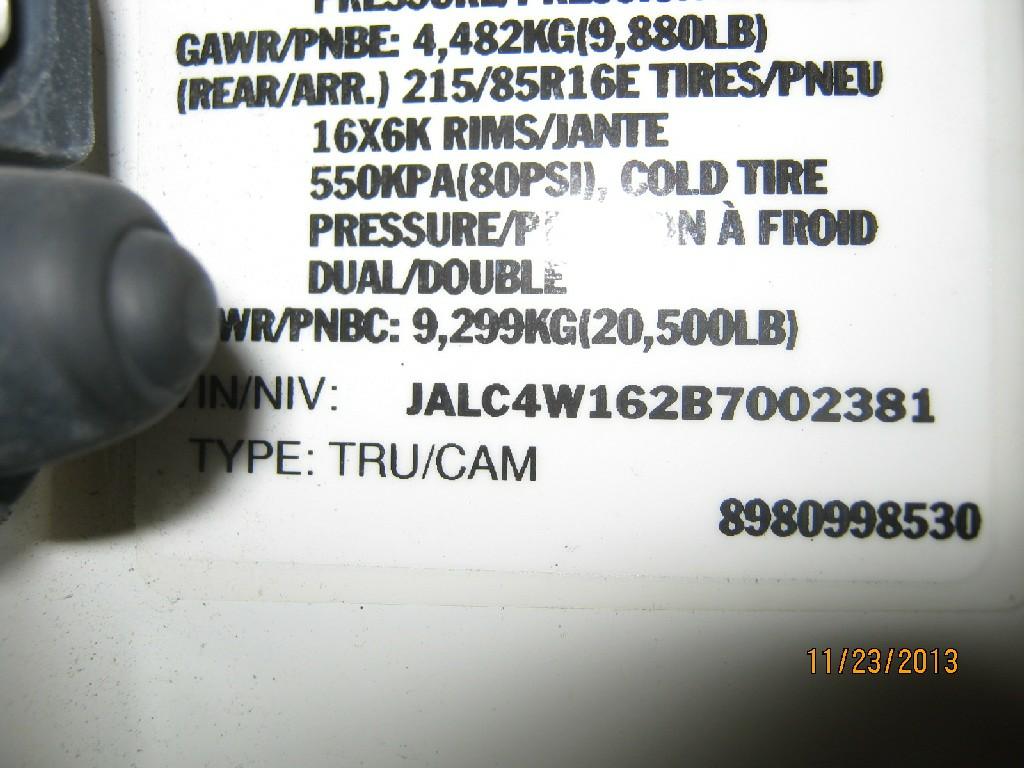 GAWR/PNBE: 4,482KG(9,880LB)
(REAR/ARR.) 215/85R16E TIRES/PNEU
16X6K RIMS/JANTE
550KPA(80PSI), COLD TIRE
PRESSURE/P N À FROID
DUAL/DOUBLE
WR/PNBC: 9,299KG(20,500LB)
IN/NIV: JALC4W162B7002381
TYPE: TRU/CAM
8980998530
11/23/2013